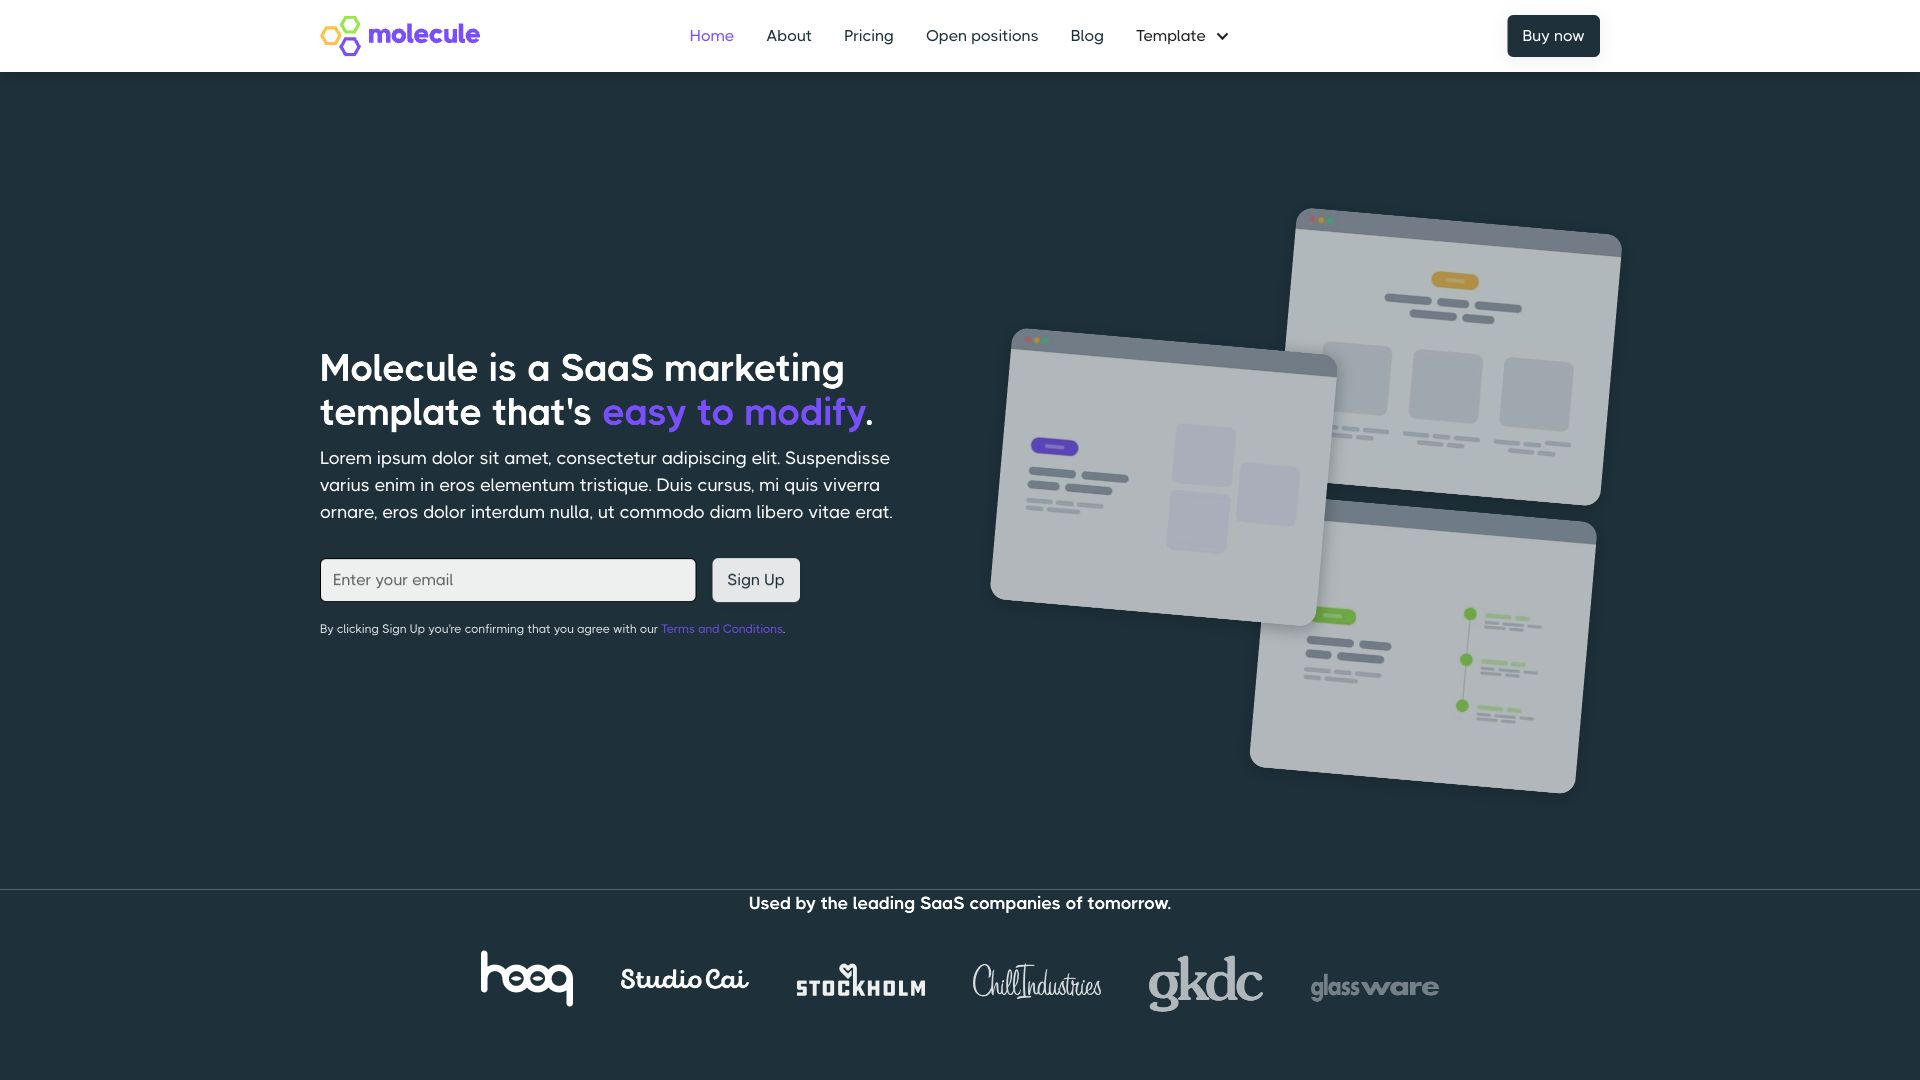 molecule
Home
About
Pricing
Open positions
Blog
Template
Buy now
Molecule is a SaaS marketing
template that's easy to modify.
Lorem ipsum dolor sit amet, consectetur adipiscing elit. Suspendisse
varius enim in eros elementum tristique. Duis cursus, mi quis viverra
ornare, eros dolor interdum nulla, ut commodo diam libero vitae erat.
Enter your email
Sign Up
By clicking Sign Up you're confirming that you agree with our Terms and Conditions.
Used by the leading SaaS companies of tomorrow.
hooq
Studio Cai
STOCKHOLM
Chill Industries
gkdc
glassware